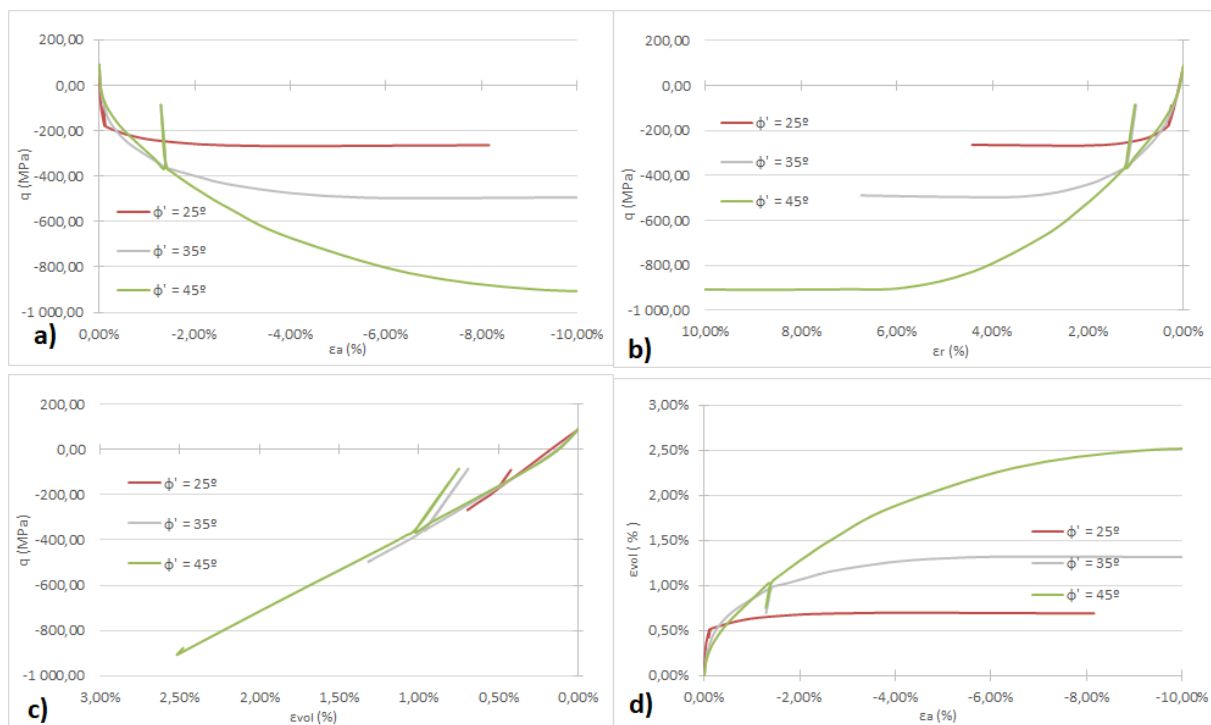 200,00
0,00
-200,00
-400,00
-600,00
-800,00
-1 000,00
q (MPa)
0,00% -2,00% -4,00% -6,00% -8,00% -10,00%
εa (%)
ϕ' = 25º
ϕ' = 35º
ϕ' = 45º
a)
200,00
0,00
-200,00
-400,00
-600,00
-800,00
-1 000,00
q (MPa)
10,00% 8,00% 6,00% 4,00% 2,00% 0,00%
εr (%)
ϕ' = 25º
ϕ' = 35º
ϕ' = 45º
b)
200,00
0,00
-200,00
-400,00
-600,00
-800,00
-1 000,00
q (MPa)
3,00% 2,50% 2,00% 1,50% 1,00% 0,50% 0,00%
εvol (%)
ϕ' = 25º
ϕ' = 35º
ϕ' = 45º
c)
3,00%
2,50%
2,00%
1,50%
1,00%
0,50%
0,00%
εvol ( % )
0,00% -2,00% -4,00% -6,00% -8,00% -10,00%
εa (%)
ϕ' = 25º
ϕ' = 35º
ϕ' = 45º
d)